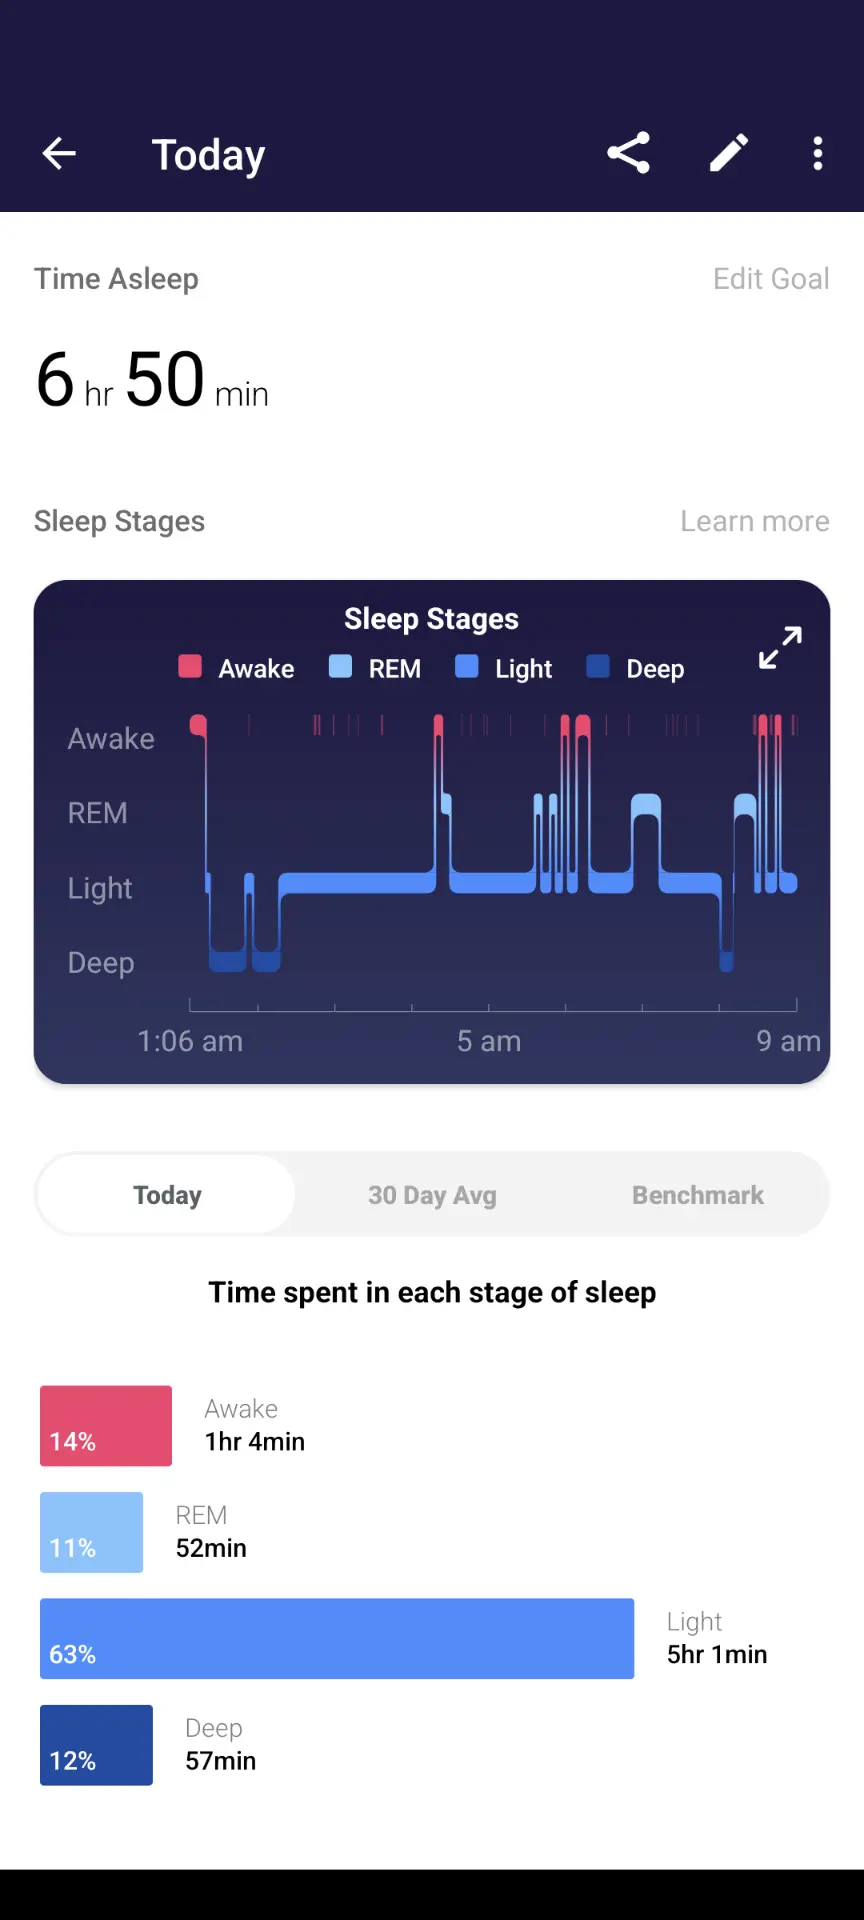 Today
Time Asleep
Edit Goal
6 hr 50 min
Sleep Stages
Learn more
Sleep Stages
Awake REM Light Deep
Awake
REM
Light
Deep
1:06 am 5 am 9 am
Today 30 Day Avg Benchmark
Time spent in each stage of sleep
Awake
14% 1hr 4min
REM
11% 52min
Light
63% 5hr 1min
Deep
12% 57min